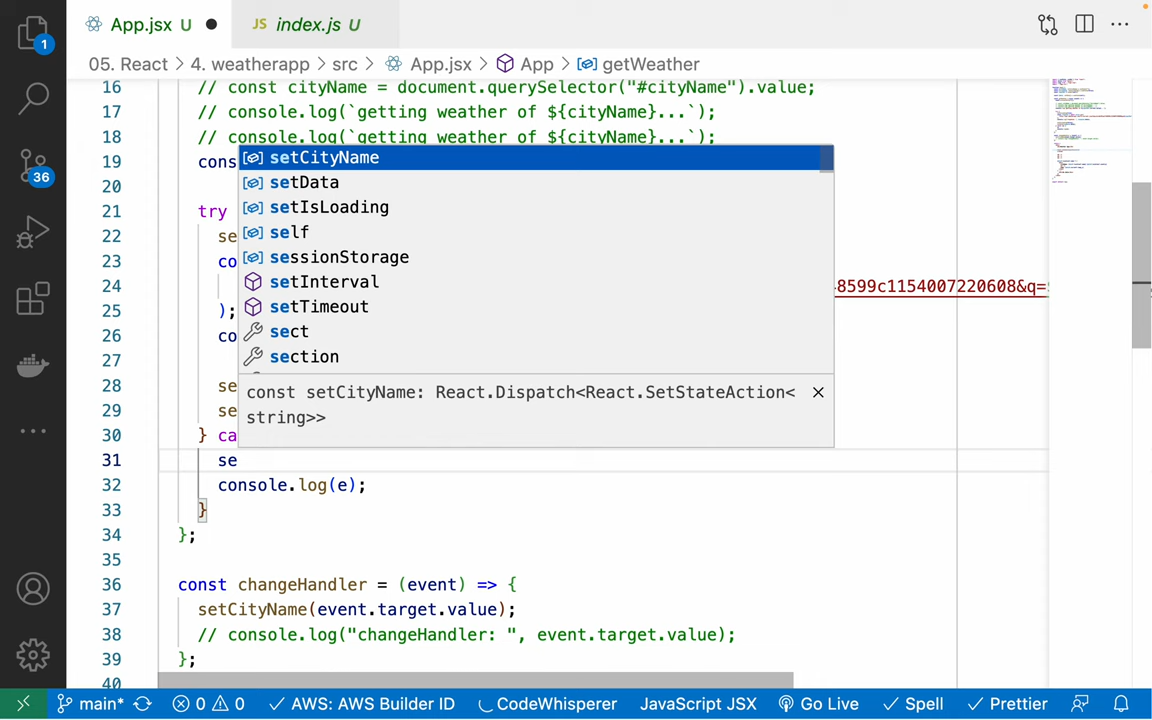 App.jsx U
JS index.js U
1
05. React > 4. weatherapp > src > App.jsx > App > getWeather
16 // const cityName = document.querySelector("#cityName").value;
17 // console.log(`getting weather of ${cityName}...`);
18 // console.log(`getting weather of ${cityName}...`);
19 cons
setCityName
36
20
setData
21 try
setIsLoading
22 se
self
23 co
sessionStorage
24 8599c1154007220608&q=
setInterval
25 );
setTimeout
26 co
sect
27
section
28 se
const setCityName: React.Dispatch<React.SetStateAction<
29 se
string>>
30 } ca
31 se
32 console.log(e);
33 }
34 };
35
36 const changeHandler = (event) => {
37 setCityName(event.target.value);
38 // console.log("changeHandler: ", event.target.value);
39 };
40
main* 0 0 AWS: AWS Builder ID CodeWhisperer JavaScript JSX Go Live Spell Prettier